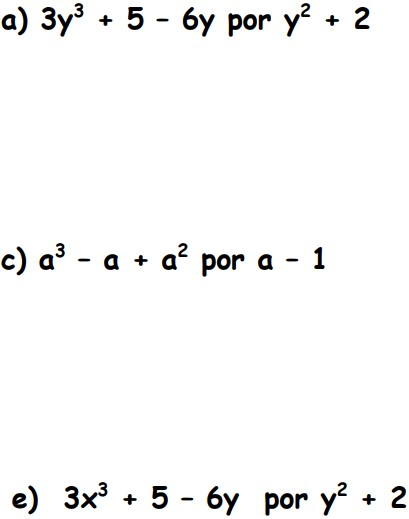 a) 3y³ + 5 – 6y por y² + 2
c) a³ – a + a² por a – 1
e) 3x³ + 5 – 6y por y² + 2